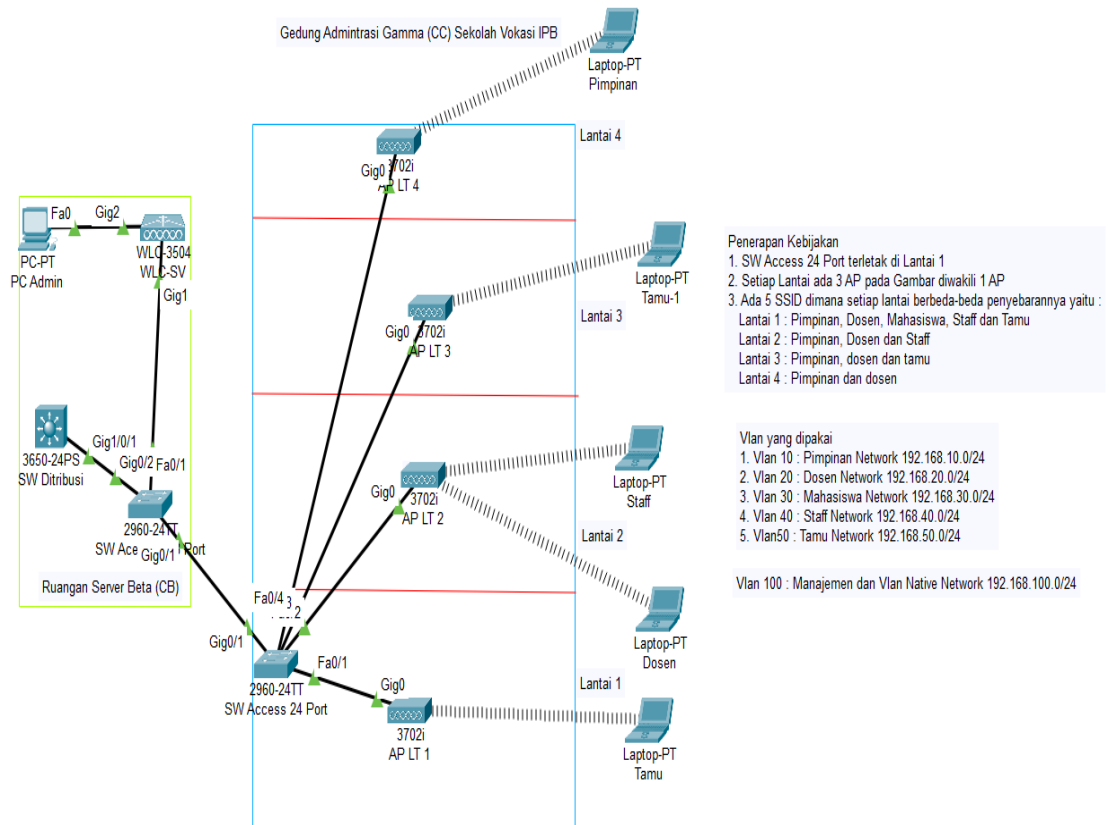 Gedung Admintrasi Gamma (CC) Sekolah Vokasi IPB
Laptop-PT
Pimpinan
Lantai 4
Gig0
3702i
AP LT 4
Fa0
Gig2
PC-PT
PC Admin
WLC-3504
WLC-SV
Gig1
Laptop-PT
Tamu-1
Lantai 3
Gig0
3702i
AP LT 3
Penerapan Kebijakan
1. SW Access 24 Port terletak di Lantai 1
2. Setiap Lantai ada 3 AP pada Gambar diwakili 1 AP
3. Ada 5 SSID dimana setiap lantai berbeda-beda penyebarannya yaitu :
Lantai 1 : Pimpinan, Dosen, Mahasiswa, Staff dan Tamu
Lantai 2 : Pimpinan, Dosen dan Staff
Lantai 3 : Pimpinan, dosen dan tamu
Lantai 4 : Pimpinan dan dosen
Gig1/0/1
3650-24PS
SW Ditribusi
Gig0/2
Fa0/1
2960-24TT
SW Ace Port
Gig0/1
Ruangan Server Beta (CB)
Laptop-PT
Staff
Gig0
3702i
AP LT 2
Lantai 2
Vlan yang dipakai
1. Vlan 10 : Pimpinan Network 192.168.10.0/24
2. Vlan 20 : Dosen Network 192.168.20.0/24
3. Vlan 30 : Mahasiswa Network 192.168.30.0/24
4. Vlan 40 : Staff Network 192.168.40.0/24
5. Vlan50 : Tamu Network 192.168.50.0/24
Vlan 100 : Manajemen dan Vlan Native Network 192.168.100.0/24
Fa0/4
Laptop-PT
Dosen
Gig0/1
Fa0/1
2960-24TT
SW Access 24 Port
Gig0
3702i
AP LT 1
Lantai 1
Laptop-PT
Tamu